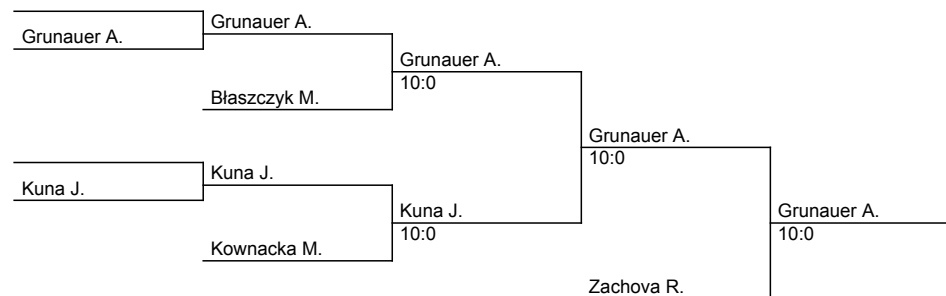 Grunauer A.
Grunauer A.
Grunauer A.
10:0
Błaszczyk M.
Grunauer A.
10:0
Kuna J.
Kuna J.
Kuna J.
10:0
Kownacka M.
Grunauer A.
10:0
Zachova R.